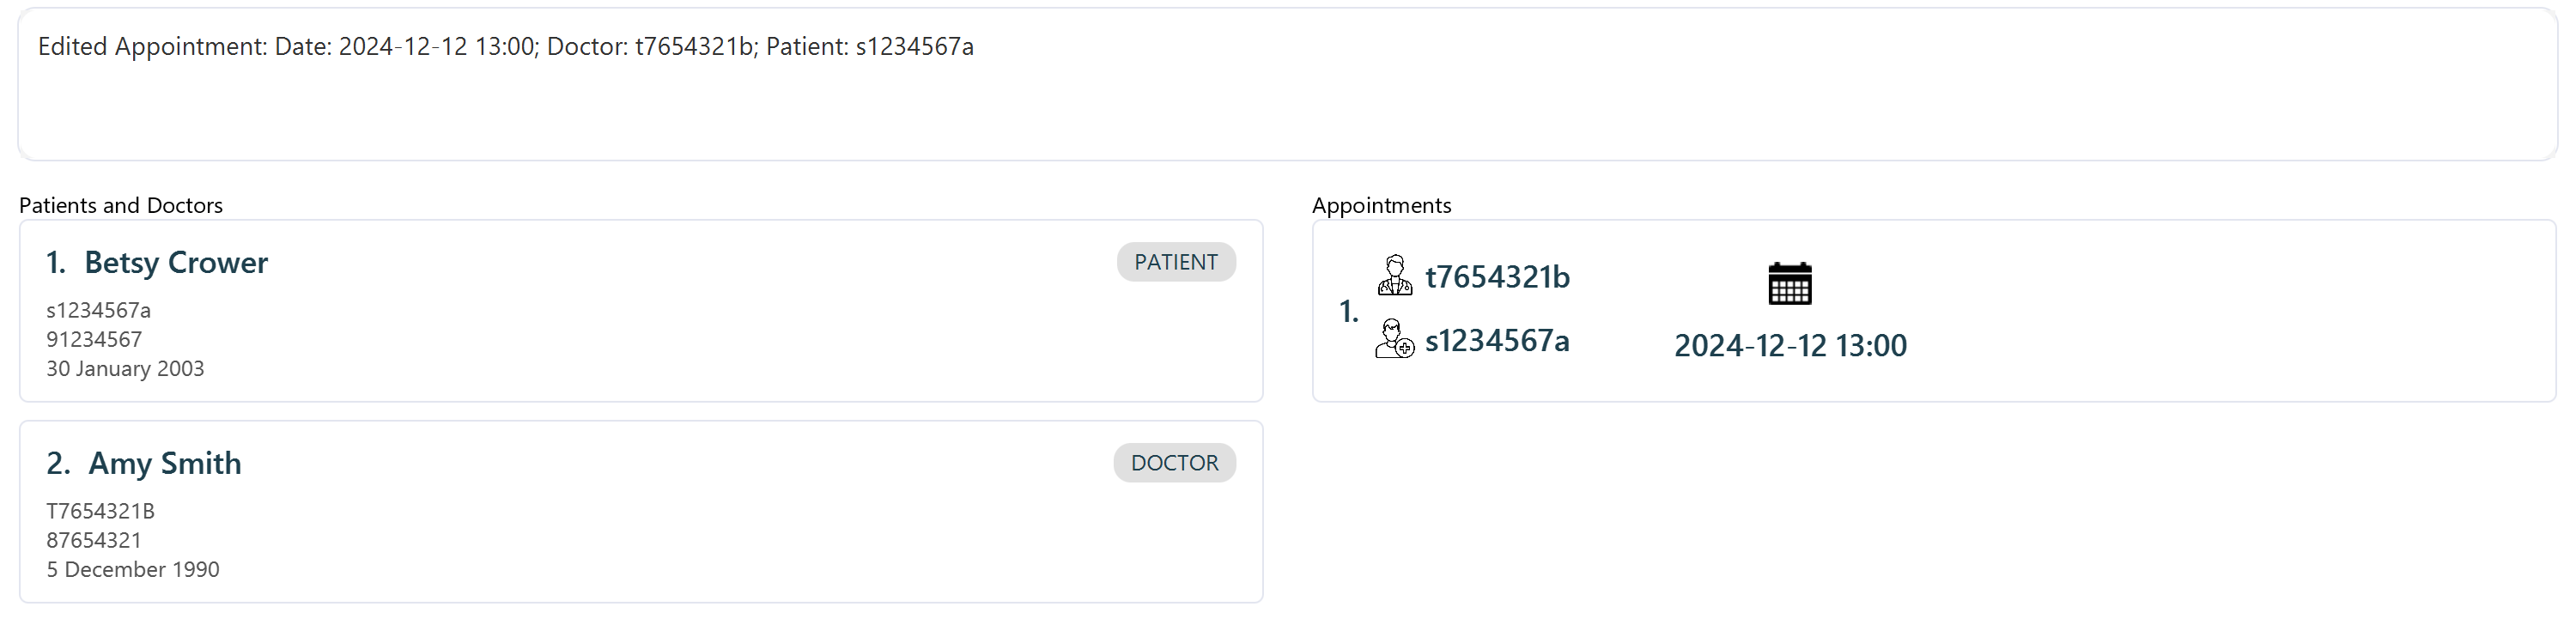 Edited Appointment: Date: 2024-12-12 13:00; Doctor: t7654321b; Patient: s1234567a
Patients and Doctors
1. Betsy Crower
PATIENT
s1234567a
91234567
30 January 2003
2. Amy Smith
DOCTOR
T7654321B
87654321
5 December 1990
Appointments
1.
t7654321b
s1234567a
2024-12-12 13:00